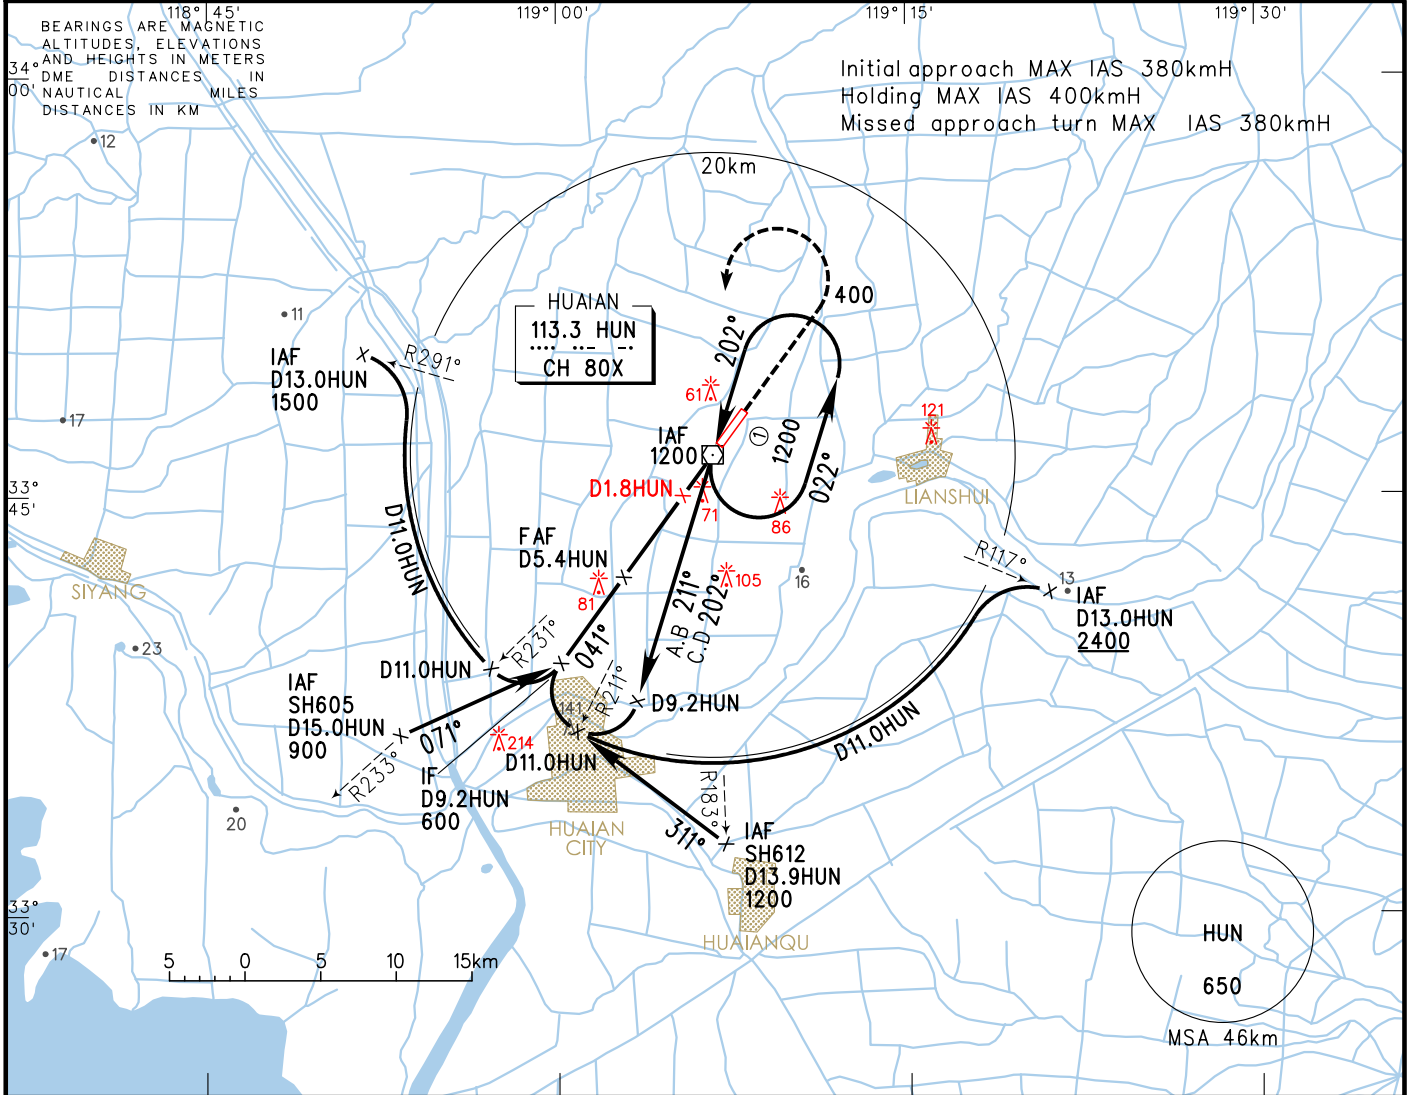 118° 45'
119° 00'
119° 15'
119° 30'
BEARINGS ARE MAGNETIC
ALTITUDES, ELEVATIONS
AND HEIGHTS IN METERS
DME DISTANCES IN
NAUTICAL MILES
DISTANCES IN KM
34°
00'
Initial approach MAX IAS 380kmH
Holding MAX IAS 400kmH
Missed approach turn MAX IAS 380kmH
12
20km
400
HUAIAN
113.3 HUN
CH 80X
202°
11
IAF
D13.0HUN
1500
R291°
17
61
121
IAF
1200
①
1200
022°
LIANSHUI
33°
45'
D1.8HUN
71
86
D11.0HUN
FAF
D5.4HUN
81
105
16
R117°
13
IAF
D13.0HUN
2400
SIYANG
A.B 211°
C.D 202°
23
R231°
041°
D11.0HUN
R211°
D9.2HUN
IAF
SH605
D15.0HUN
900
071°
R233°
141
214
D11.0HUN
D11.0HUN
IF
D9.2HUN
600
R183°
311°
IAF
SH612
D13.9HUN
1200
20
HUAIAN
CITY
HUAIANQU
33°
30'
17
5 0 5 10 15km
HUN
650
MSA 46km